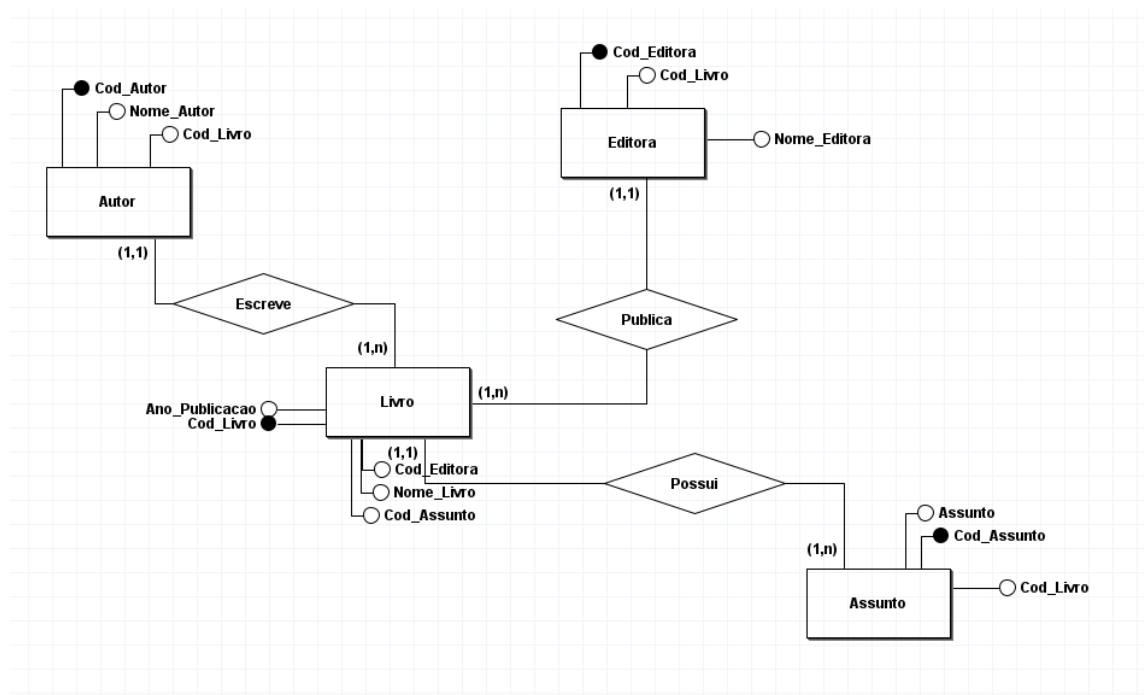 Cod_Editora
Cod_Livro
Editora
Nome_Editora
(1,1)
Cod_Autor
Nome_Autor
Cod_Livro
Autor
(1,1)
Escreve
(1,n)
Publica
Livro
(1,n)
Ano_Publicacao
Cod_Livro
(1,1)
Cod_Editora
Nome_Livro
Cod_Assunto
Possui
(1,n)
Assunto
Cod_Assunto
Cod_Livro
Assunto